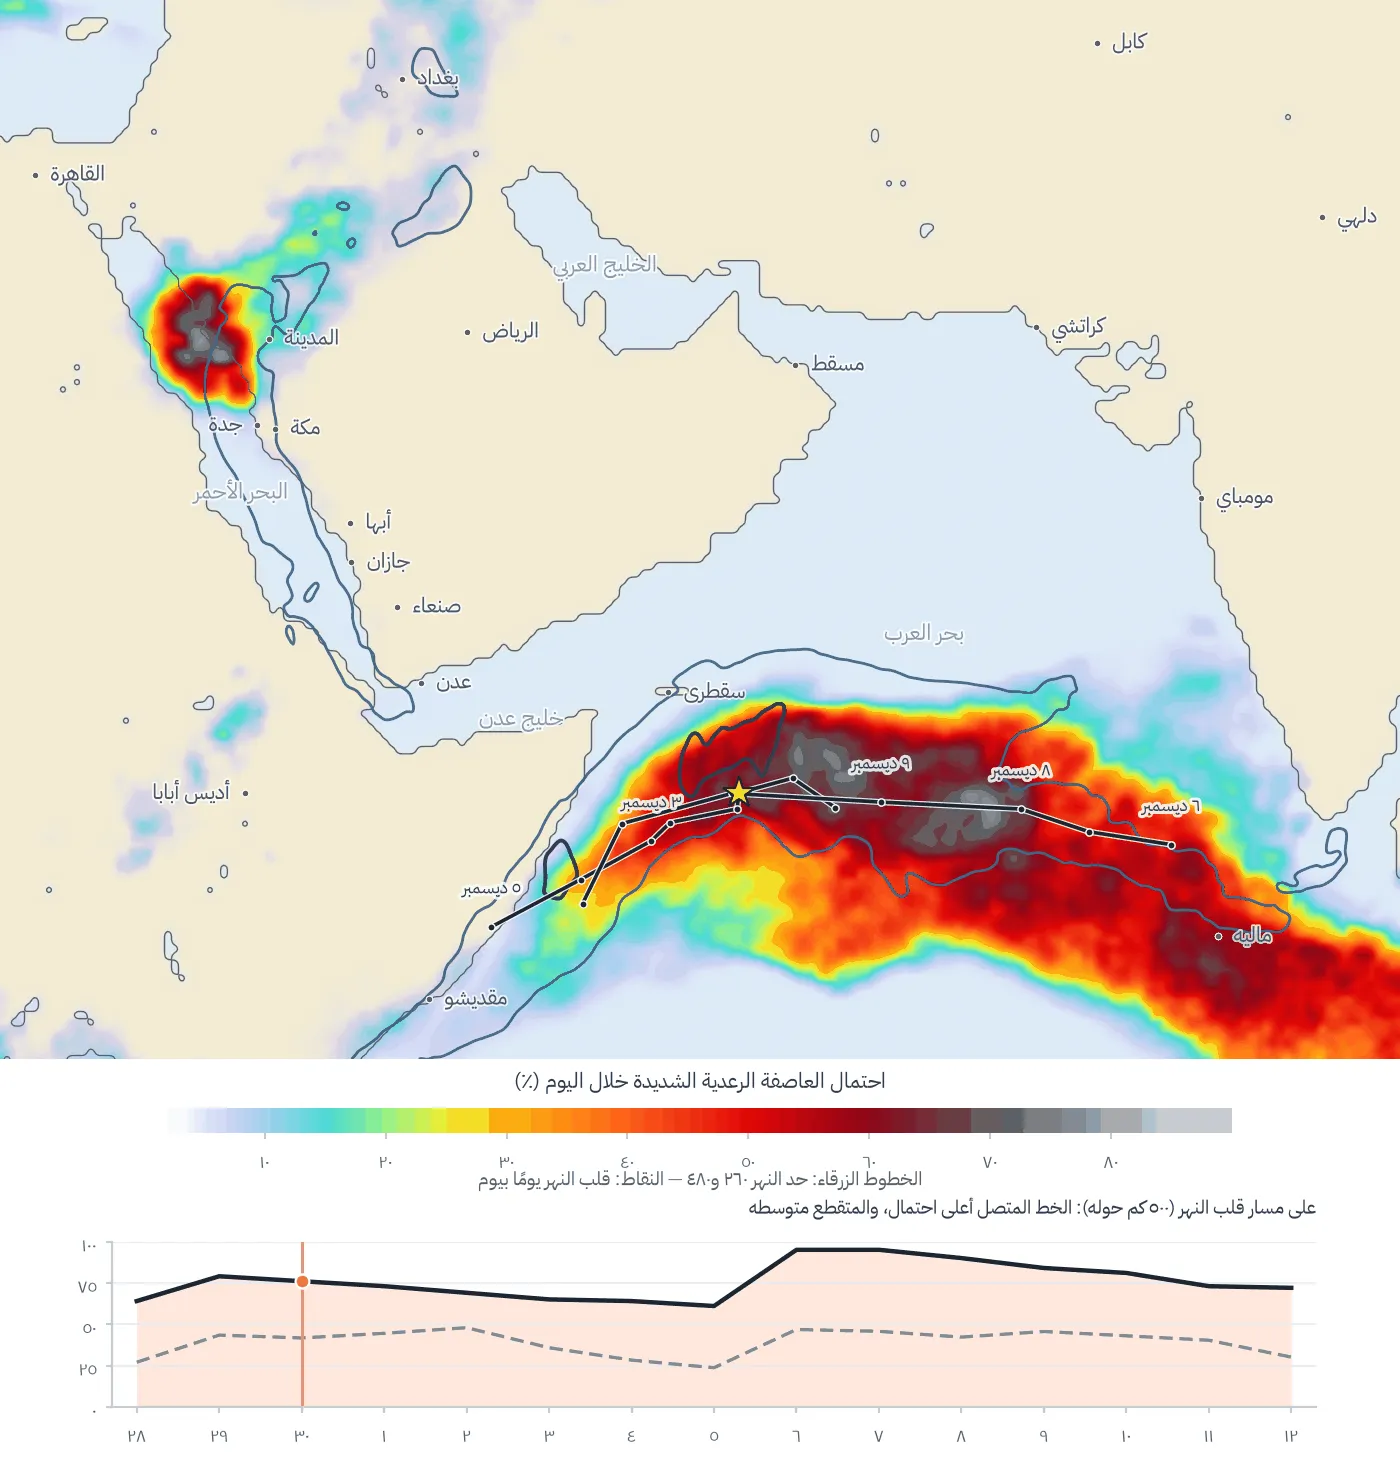 كابل
بغداد
القاهرة
دلهي
الخليج العربي
المدينة
الرياض
كراتشي
مسقط
جدة
مكة
البحر الأحمر
مومباي
أبها
جازان
صنعاء
بحر العرب
عدن
سقطرى
خليج عدن
٩ ديسمبر
٨ ديسمبر
أديس أبابا
٣ ديسمبر
٦ ديسمبر
٥ ديسمبر
ماليه
مقديشو
احتمال العاصفة الرعدية الشديدة خلال اليوم (٪)
١٠ ٢٠ ٣٠ ٤٠ ٥٠ ٦٠ ٧٠ ٨٠
الخطوط الزرقاء: حد النهر ٢٦٠ و٤٨٠ — النقاط: قلب النهر يومًا بيوم
على مسار قلب النهر (٥٠٠ كم حوله): الخط المتصل أعلى احتمال، والمتقطع متوسطه
١٠٠
٧٥
٥٠
٢٥
٠
٢٨ ٢٩ ٣٠ ١ ٢ ٣ ٤ ٥ ٦ ٧ ٨ ٩ ١٠ ١١ ١٢